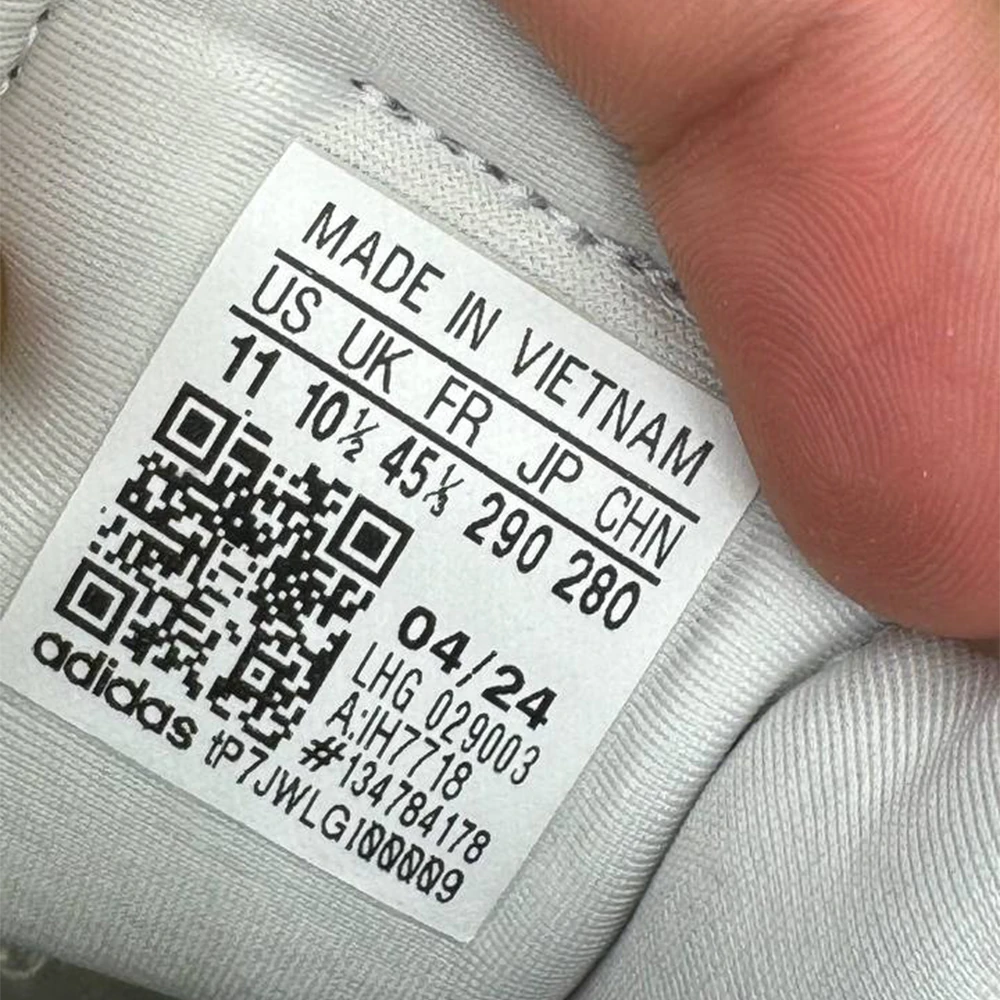 MADE IN VIETNAM
US UK FR JP CHN
11 10½ 45⅓ 290 280
04/24
LHG 029003
A:IH7718
#134784178
adidas tP7JWLGI00009